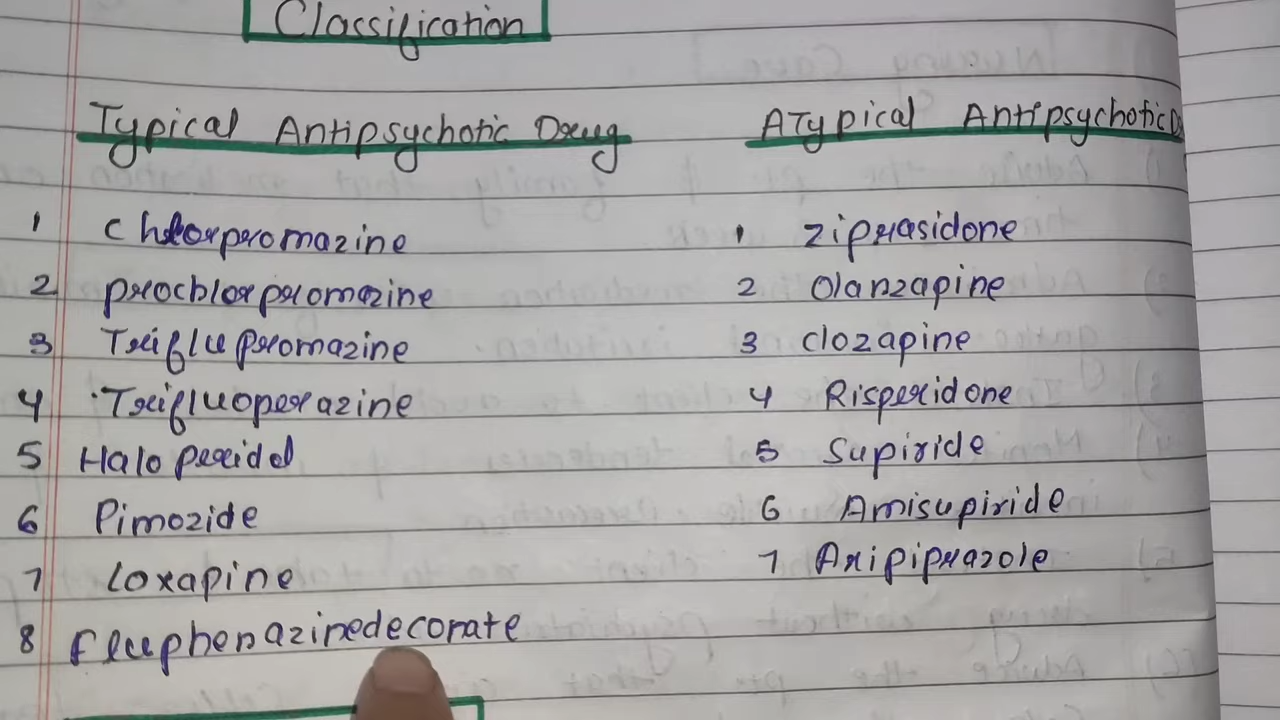 Classification
Typical Antipsychotic Drug
ATypical Antipsychotic D
1 Chlorpromazine
2 prochlorpromazine
3 Triflupromazine
4 Trifluoperazine
5 Haloperidol
6 Pimozide
7 Loxapine
8 Fluphenazinedecorate
1 Ziprasidone
2 Olanzapine
3 Clozapine
4 Risperidone
5 Supiride
6 Amisupiride
7 Aripiprazole